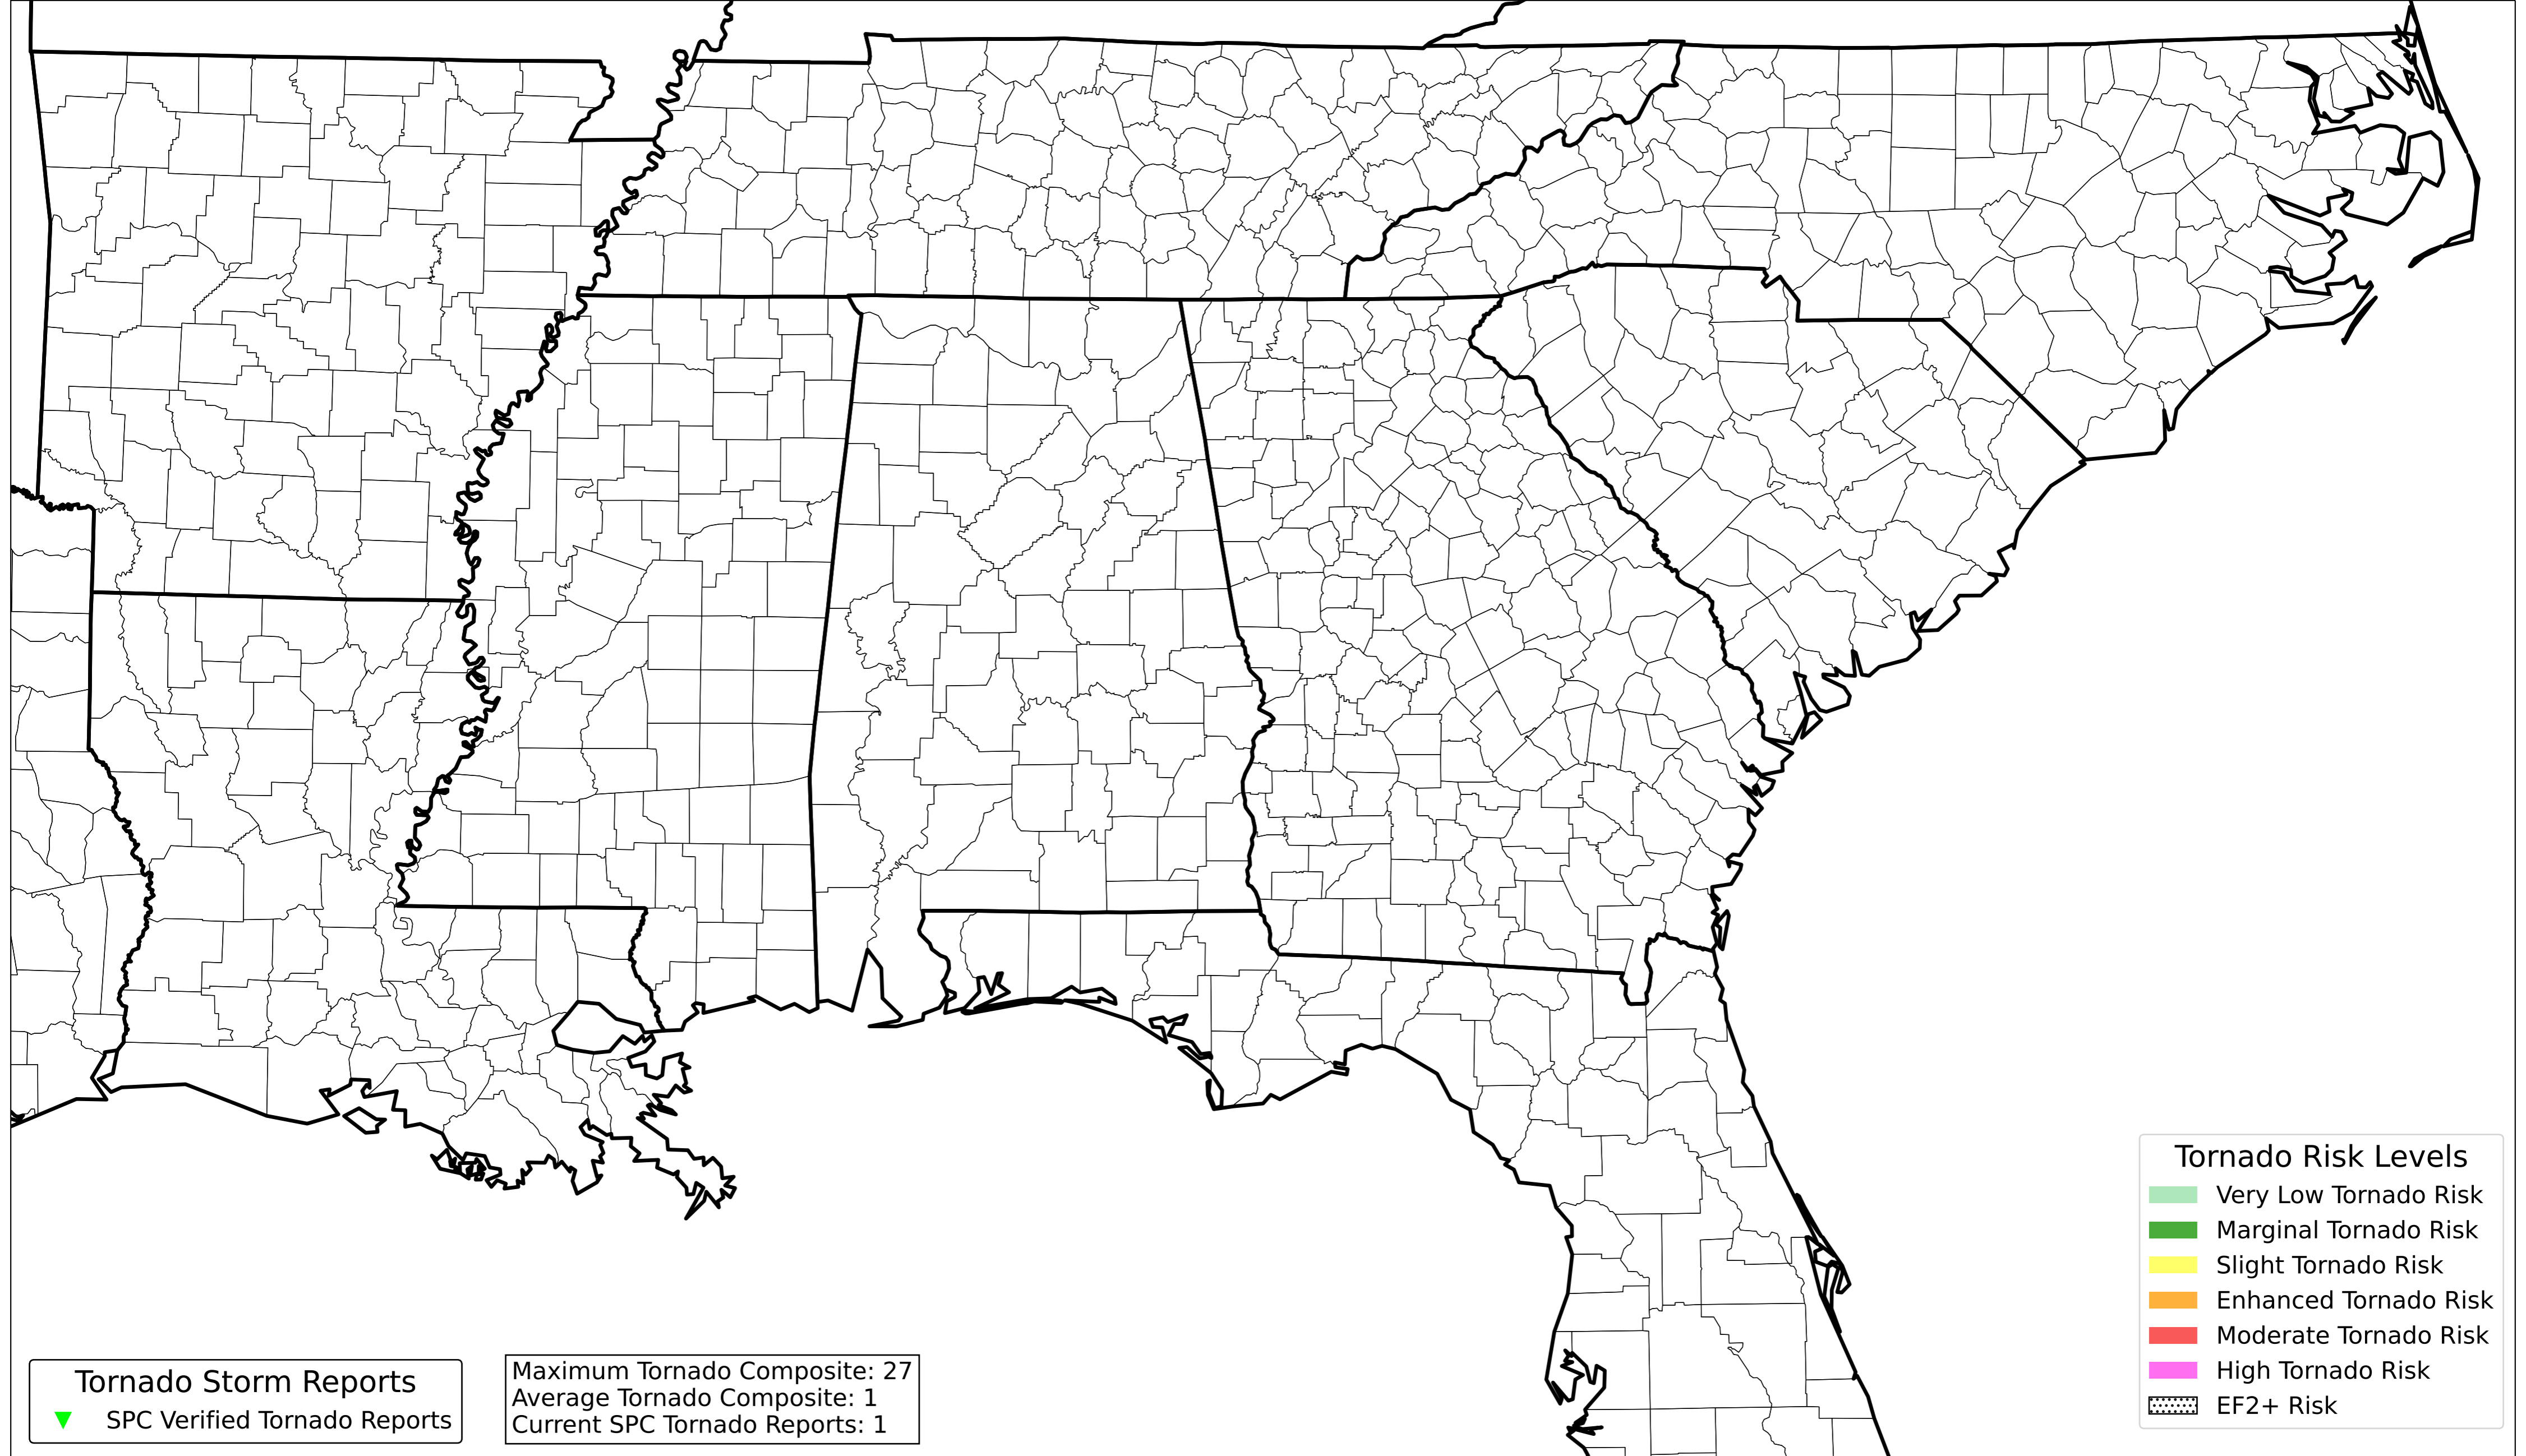 Tornado Storm Reports
SPC Verified Tornado Reports
Maximum Tornado Composite: 27
Average Tornado Composite: 1
Current SPC Tornado Reports: 1
Tornado Risk Levels
Very Low Tornado Risk
Marginal Tornado Risk
Slight Tornado Risk
Enhanced Tornado Risk
Moderate Tornado Risk
High Tornado Risk
EF2+ Risk